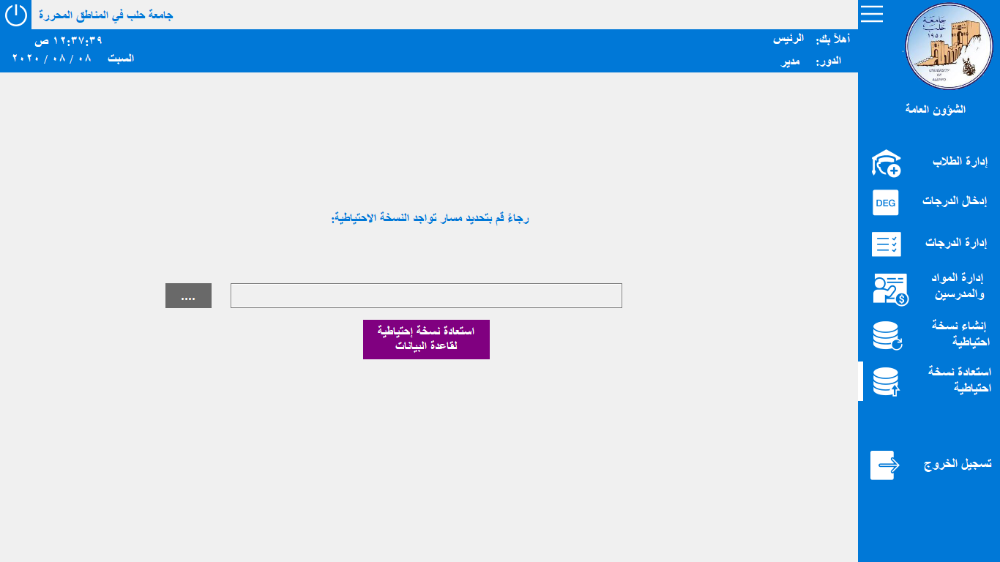 جامعة حلب في المناطق المحررة
أهلاً بك: الرئيس
الدور: مدير
١٢:٣٧:٣٩ ص
السبت ٠٨ / ٠٨ / ٢٠٢٠
جامعة
حلب
١٩٥٨
UNIVERSITY
OF
ALEPPO
الشؤون العامة
إدارة الطلاب
DEG
إدخال الدرجات
إدارة الدرجات
إدارة المواد
والمدرسين
$
إنشاء نسخة
احتياطية
استعادة نسخة
احتياطية
تسجيل الخروج
رجاءً قم بتحديد مسار تواجد النسخة الاحتياطية:
....
استعادة نسخة إحتياطية
لقاعدة البيانات